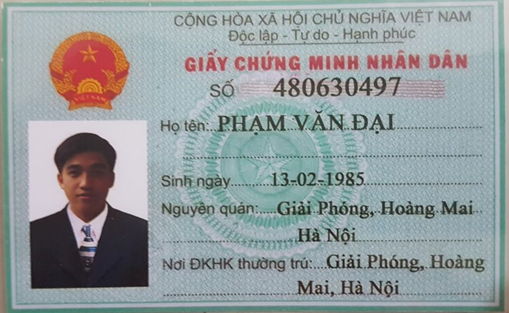 CỘNG HÒA XÃ HỘI CHỦ NGHĨA VIỆT NAM
Độc lập - Tự do - Hạnh phúc
GIẤY CHỨNG MINH NHÂN DÂN
SỐ 480630497
Họ tên: PHẠM VĂN ĐẠI
Sinh ngày 13-02-1985
Nguyên quán: Giải Phóng, Hoàng Mai
Hà Nội
Nơi ĐKHK thường trú: Giải Phóng, Hoàng
Mai, Hà Nội
VIỆT NAM